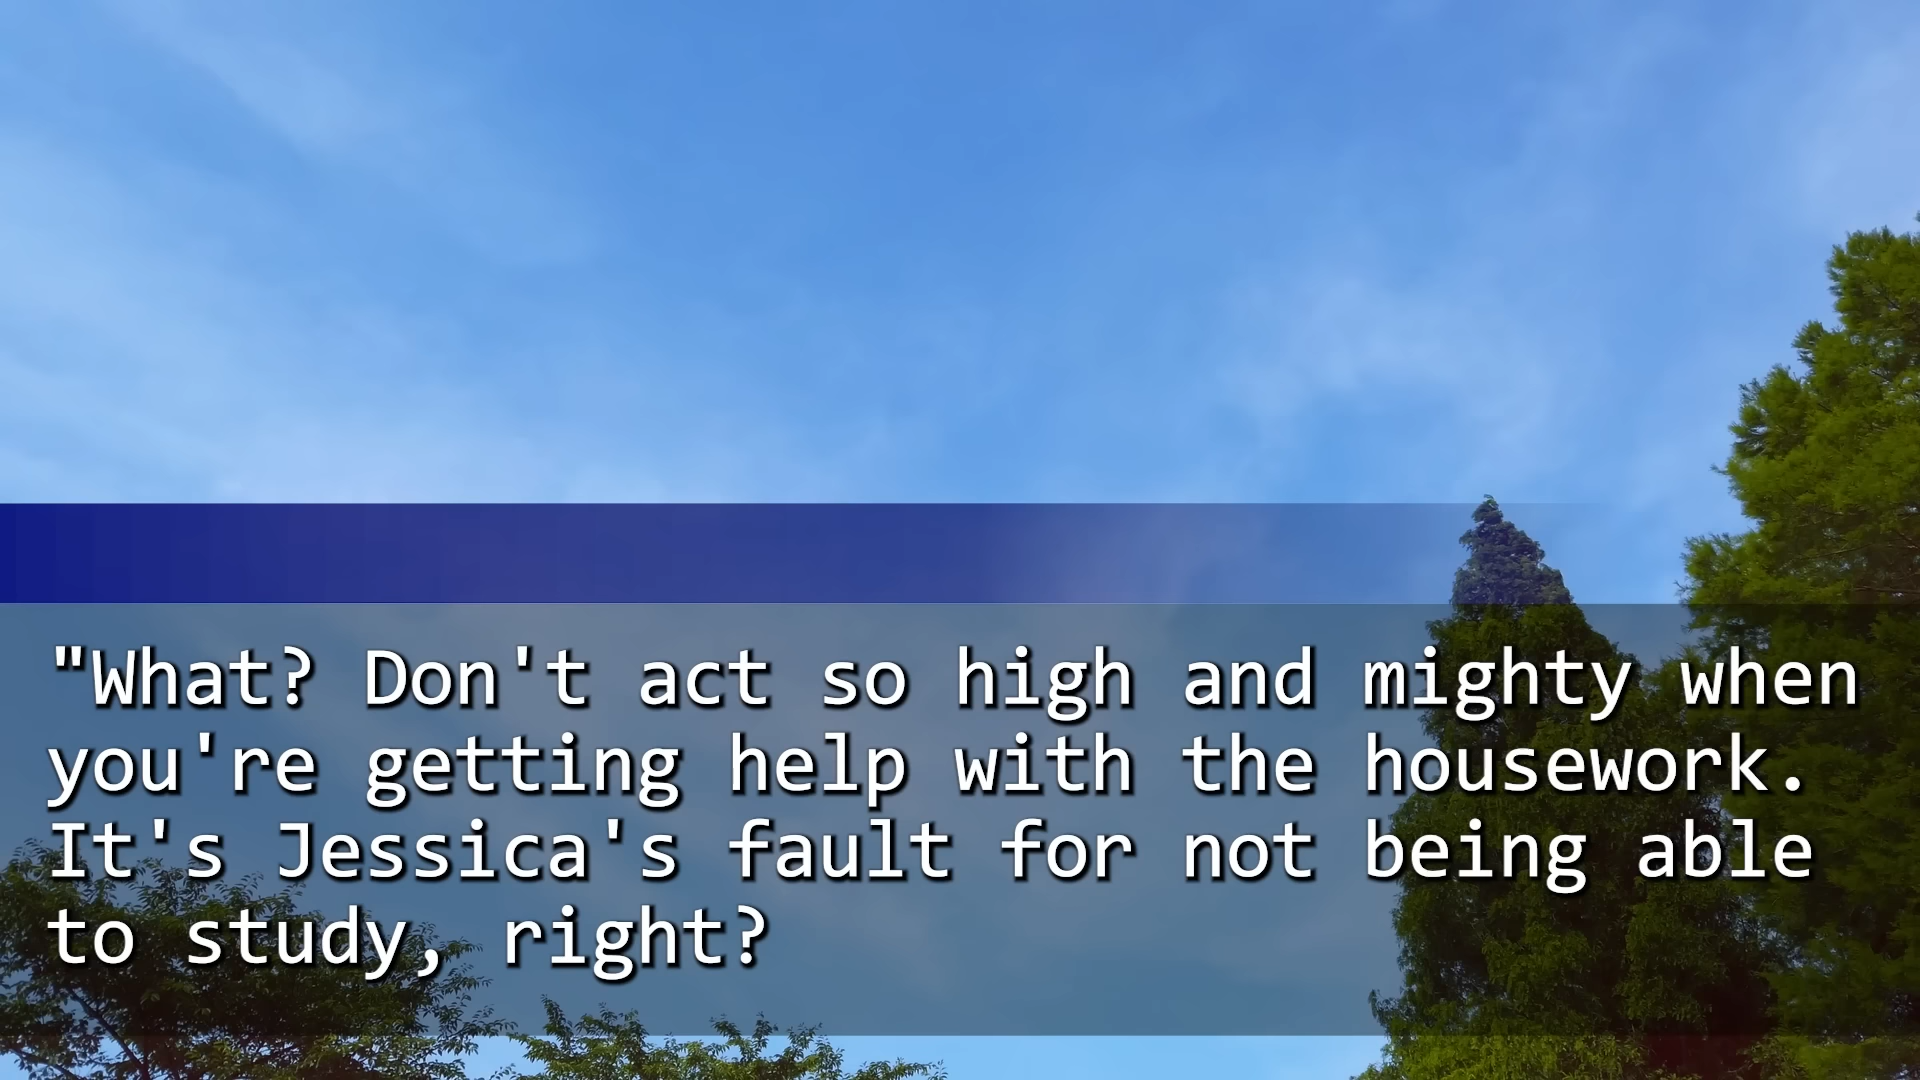 "What? Don't act so high and mighty when
you're getting help with the housework.
It's Jessica's fault for not being able
to study, right?